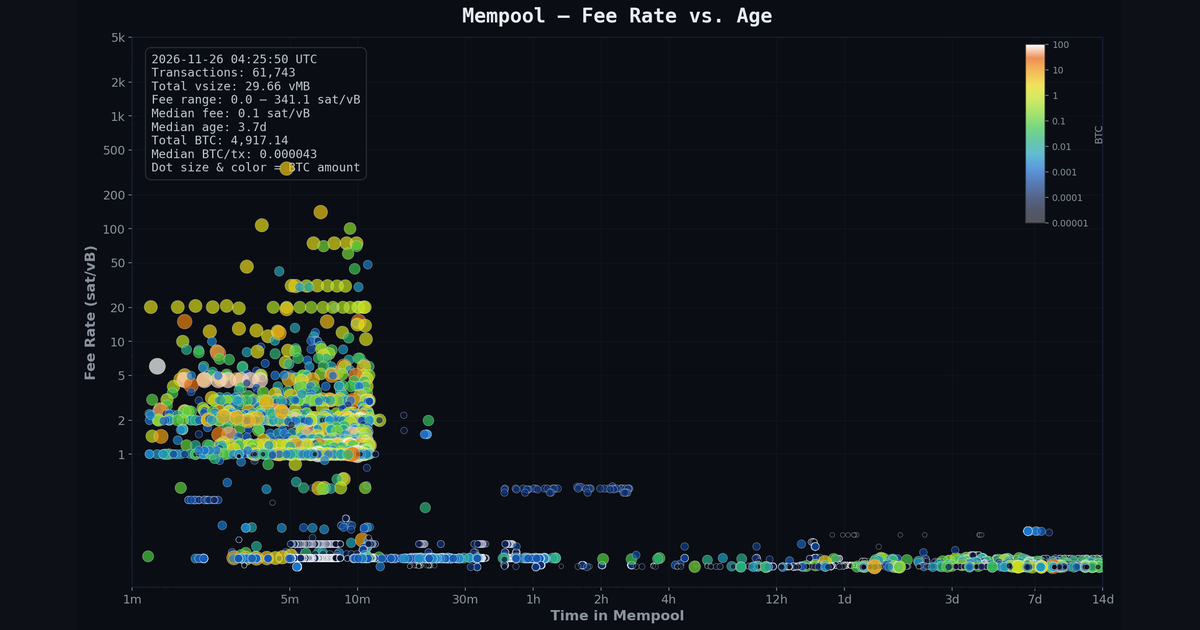 Mempool — Fee Rate vs. Age
5k
2k
1k
500
200
100
50
20
10
5
2
1
Fee Rate (sat/vB)
2026-11-26 04:25:50 UTC
Transactions: 61,743
Total vsize: 29.66 vMB
Fee range: 0.0 — 341.1 sat/vB
Median fee: 0.1 sat/vB
Median age: 3.7d
Total BTC: 4,917.14
Median BTC/tx: 0.000043
Dot size & color = BTC amount
100
10
1
0.1
0.01
0.001
0.0001
0.00001
BTC
1m 5m 10m 30m 1h 2h 4h 12h 1d 3d 7d 14d
Time in Mempool